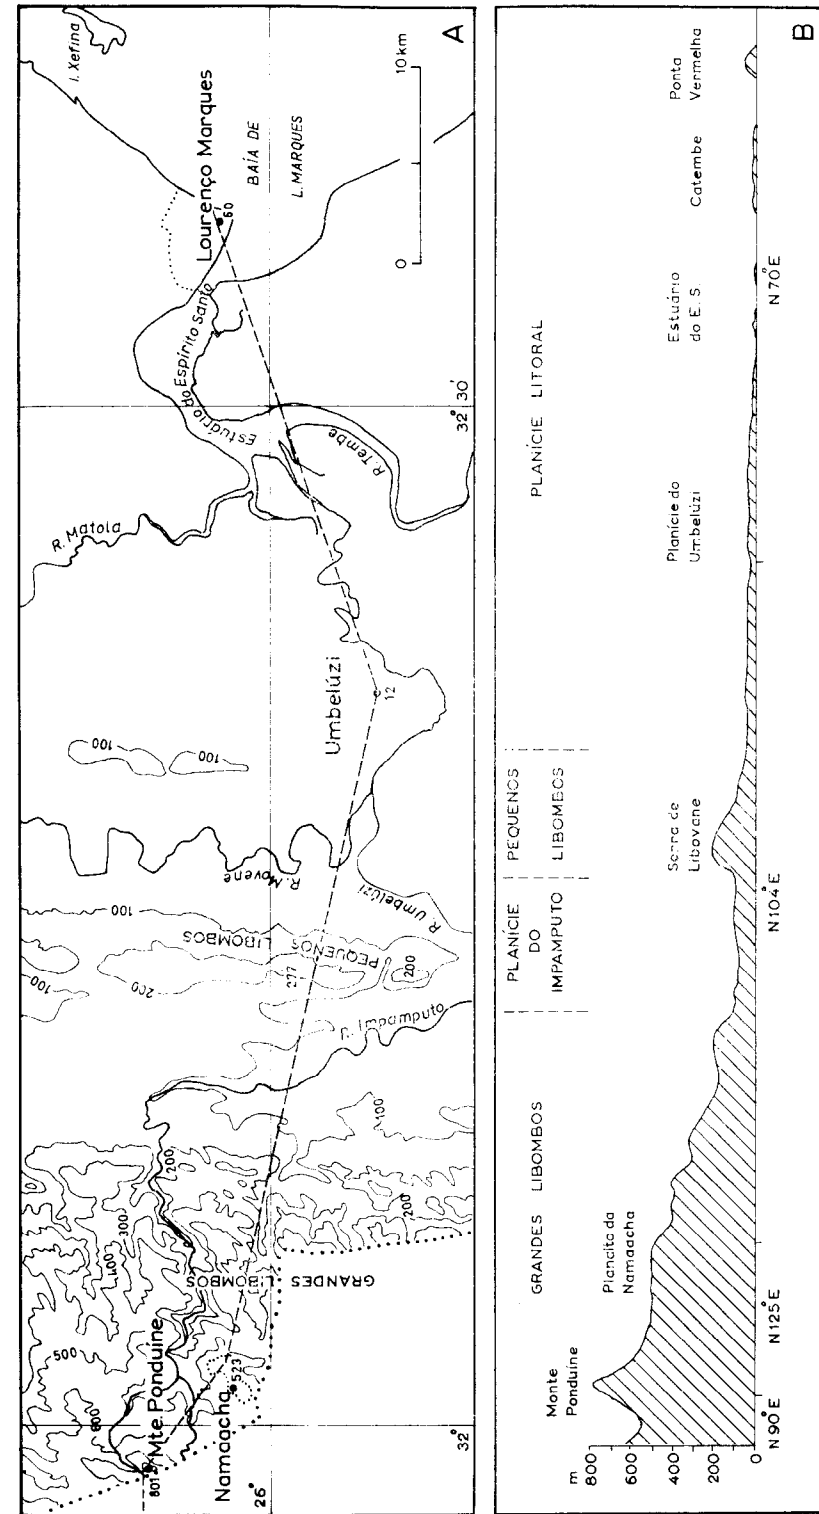 A
I. Xefina
10 km
0
Lourenço Marques
60
BAÍA DE
L. MARQUES
Estuário do Espírito Santo
32° 30'
R. Tembe
R. Matola
Umbelúzi
12
100
100
R. Movene
R. Umbelúzi
100
PEQUENOS LIBOMBOS
200
277
200
100
R. Impamputo
100
200
200
300
400
500
600
GRANDES LIBOMBOS
Mte. Ponduine
801
Namaacha
523
26°
32°
B
GRANDES LIBOMBOS
PLANÍCIE
DO
IMPAMPUTO
PEQUENOS
LIBOMBOS
PLANÍCIE LITORAL
Monte
Ponduine
Namaacha
Serra de
Libovane
Planície do
Umbelúzi
Estuário
do E. S.
Catembe
Ponta
Vermelha
m
800
600
400
200
0
N 90°E
N 125°E
N 104°E
N 70°E